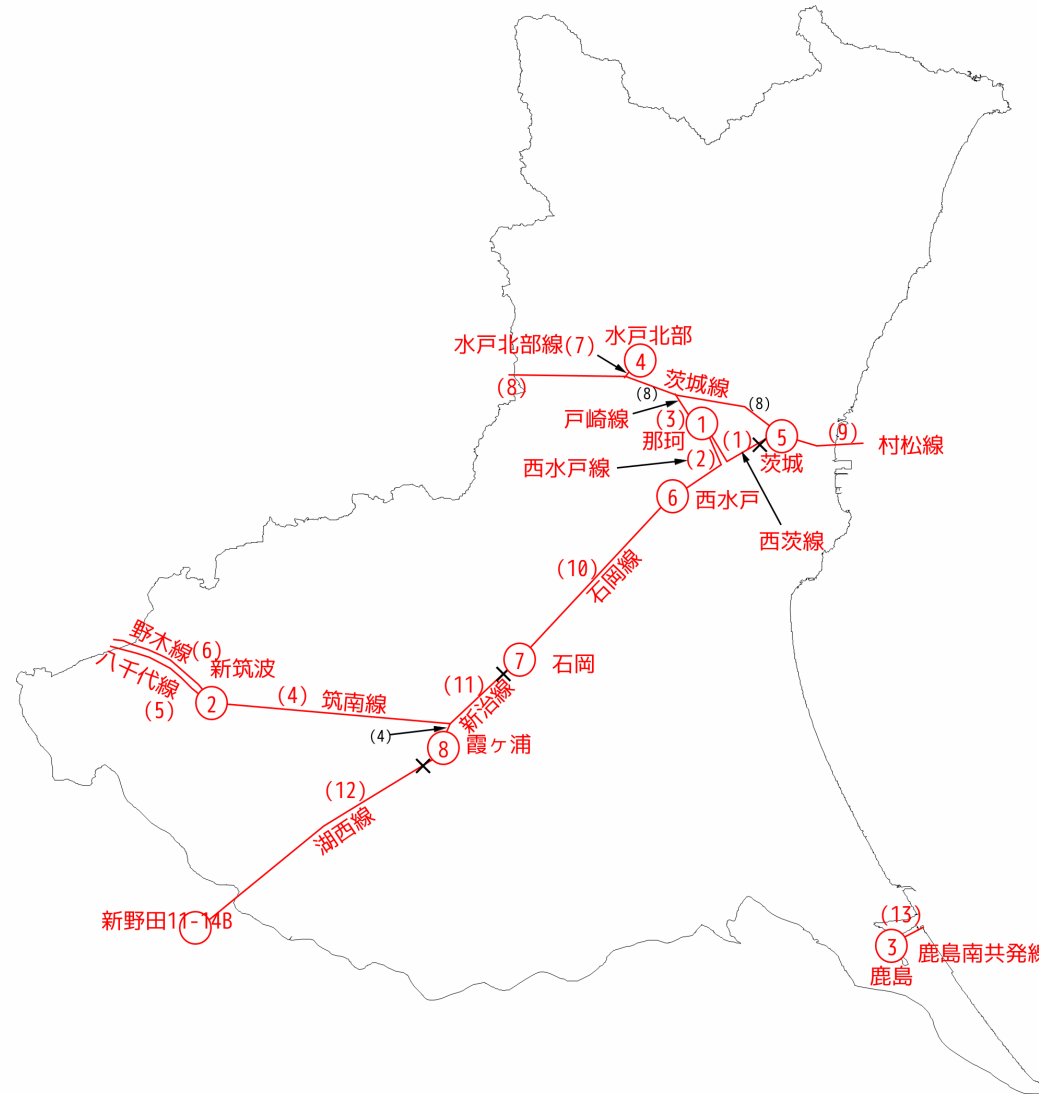 水戸北部
水戸北部線(7)
4
(8)
茨城線
(8)
(8)
戸崎線
(3)
1
那珂
(1)
5
(9)
村松線
茨城
西水戸線
(2)
6
西水戸
西茨線
(10)
石岡線
7
石岡
野木線(6)
新筑波
八千代線
(5)
2
(4) 筑南線
(11)
新治線
(4)
8
霞ヶ浦
(12)
湖西線
新野田11-14B
(13)
3
鹿島南共発線
鹿島